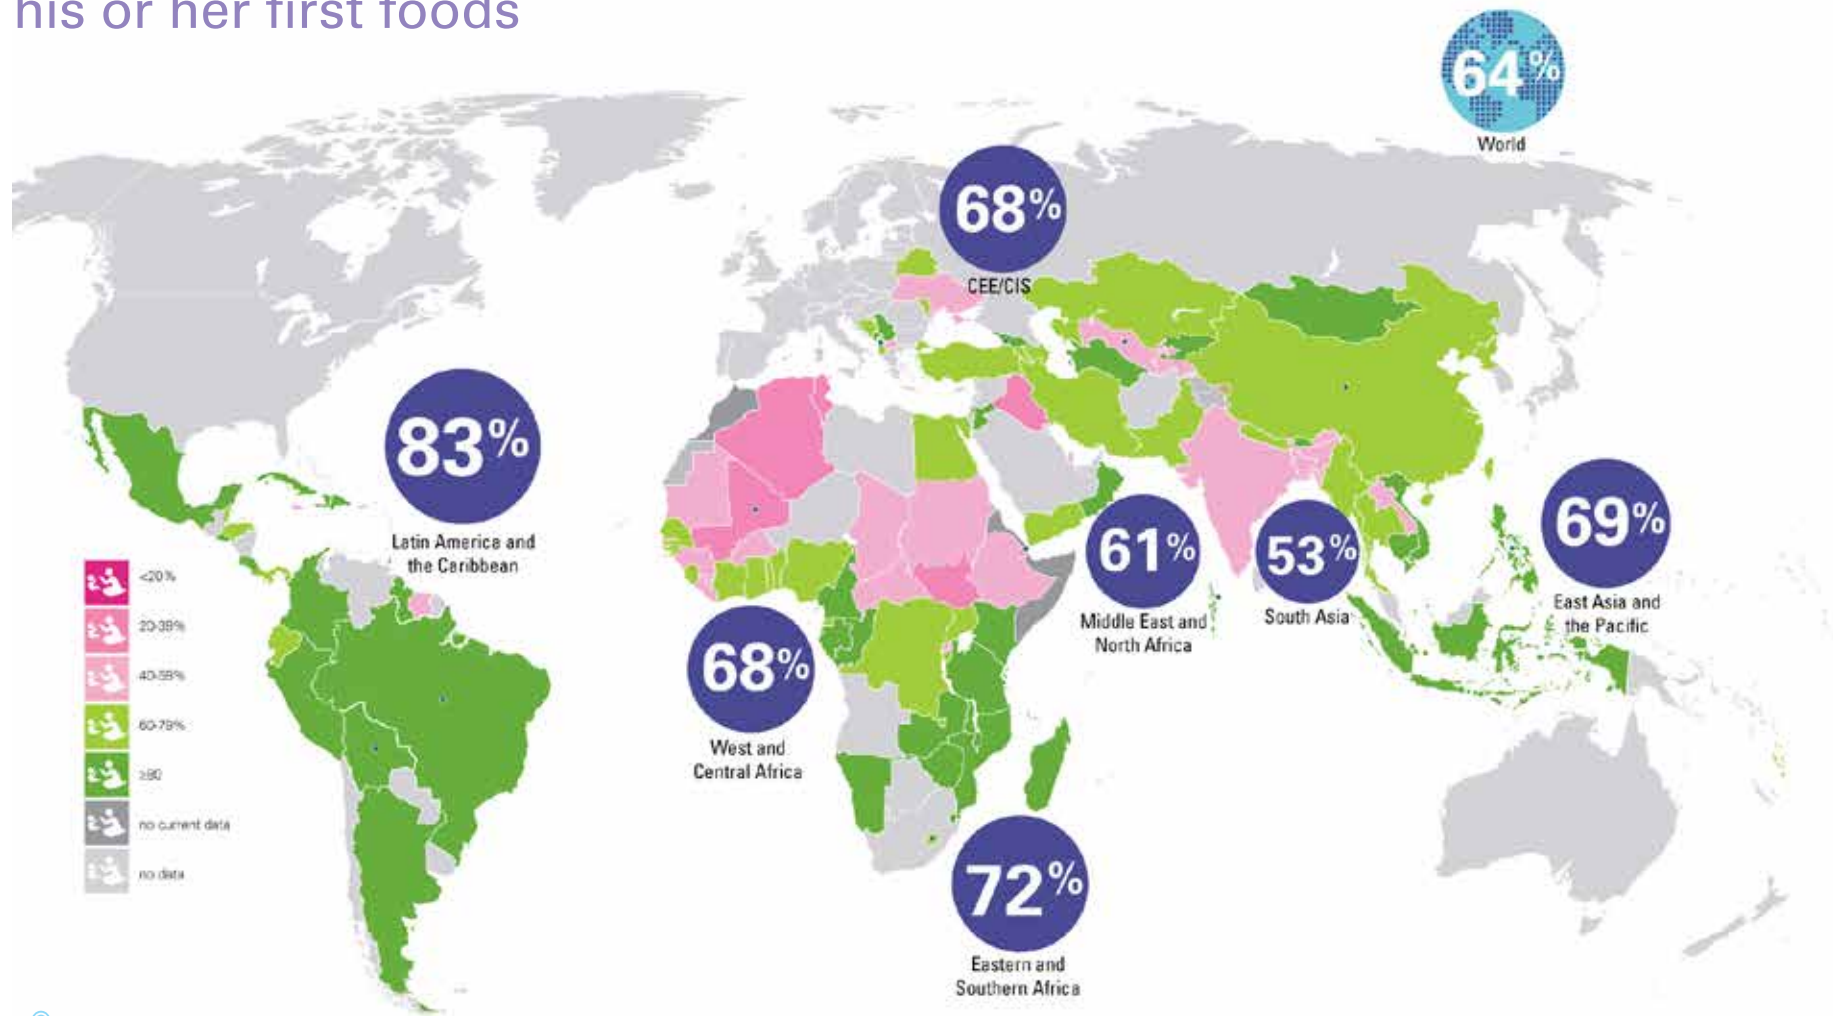 his or her first foods
64%
World
68%
CEE/CIS
83%
Latin America and
the Caribbean
<20%
20-39%
40-59%
60-79%
≥80
no current data
no data
61%
Middle East and
North Africa
53%
South Asia
69%
East Asia and
the Pacific
68%
West and
Central Africa
72%
Eastern and
Southern Africa